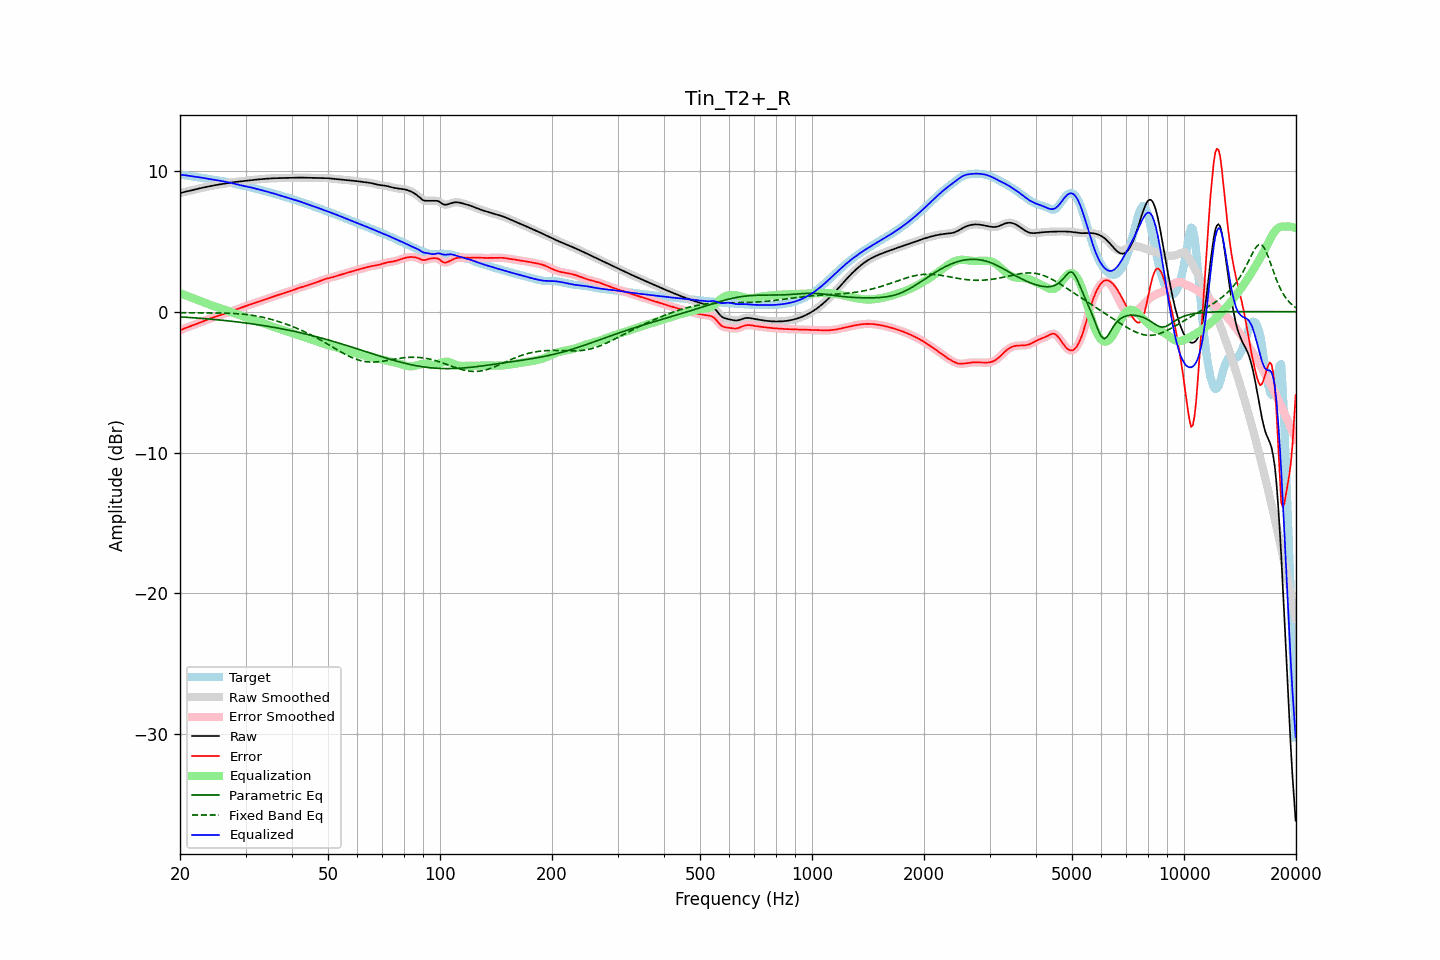 Tin_T2+_R
Amplitude (dBr)
10
0
−10
−20
−30
Target
Raw Smoothed
Error Smoothed
Raw
Error
Equalization
Parametric Eq
Fixed Band Eq
Equalized
20 50 100 200 500 1000 2000 5000 10000 20000
Frequency (Hz)